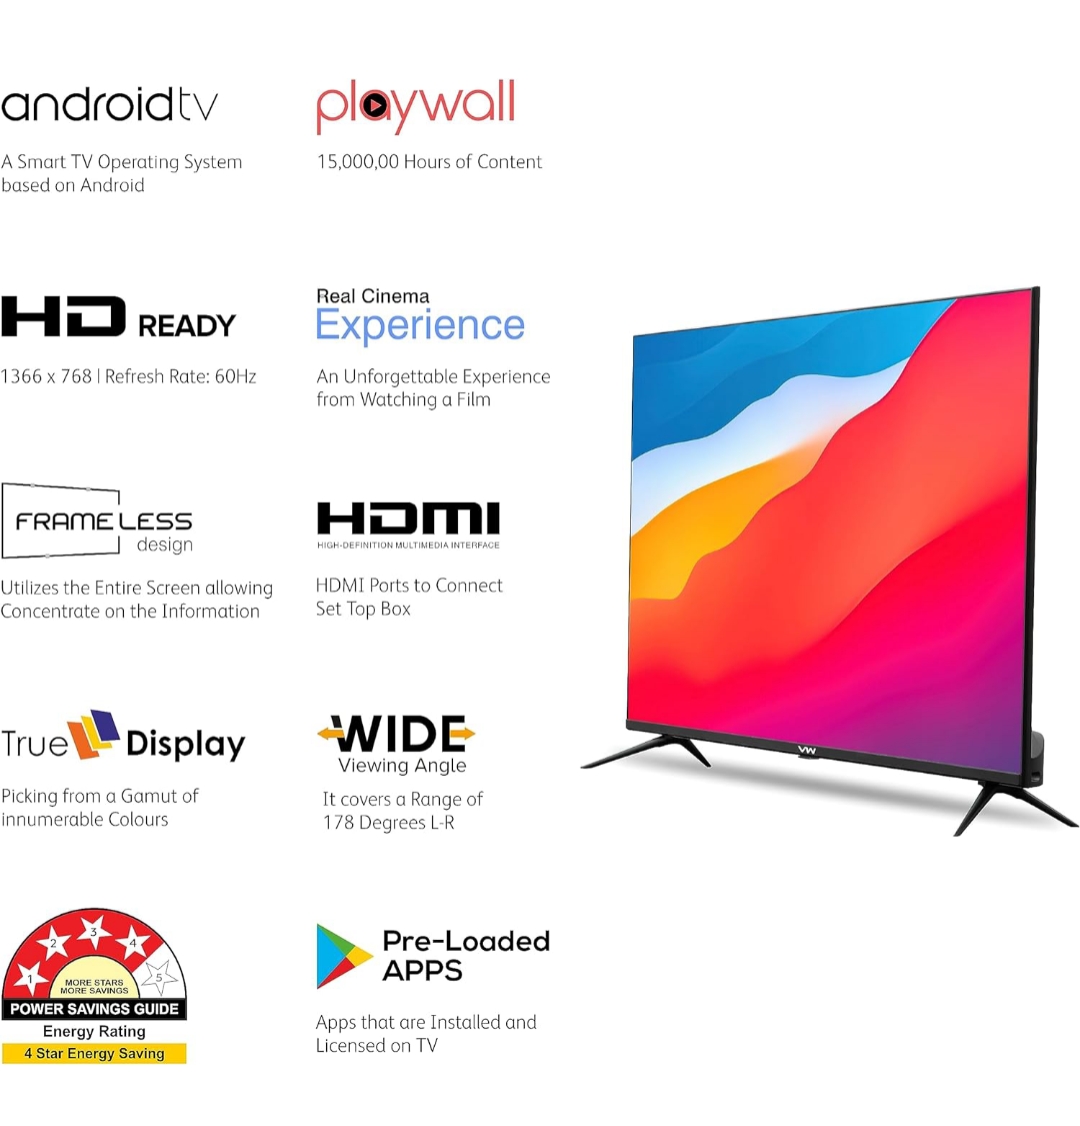 androidtv
A Smart TV Operating System
based on Android
playwall
15,000,00 Hours of Content
HD READY
1366 x 768 | Refresh Rate: 60Hz
Real Cinema
Experience
An Unforgettable Experience
from Watching a Film
FRAMELESS
design
Utilizes the Entire Screen allowing
Concentrate on the Information
HDMI
HIGH-DEFINITION MULTIMEDIA INTERFACE
HDMI Ports to Connect
Set Top Box
True Display
Picking from a Gamut of
innumerable Colours
WIDE
Viewing Angle
It covers a Range of
178 Degrees L-R
1 2 3 4 5
MORE STARS
MORE SAVINGS
POWER SAVINGS GUIDE
Energy Rating
4 Star Energy Saving
Pre-Loaded
APPS
Apps that are Installed and
Licensed on TV
VW